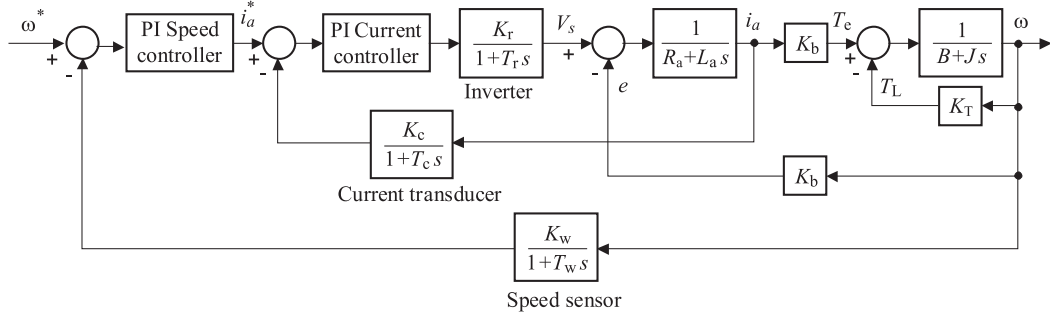 ω*
+
-
PI Speed
controller
i_a^*
+
-
PI Current
controller
K_r
1+T_r s
Inverter
V_s
+
-
e
1
R_a+L_a s
i_a
K_b
T_e
+
-
T_L
1
B+Js
ω
K_T
K_c
1+T_c s
Current transducer
K_b
K_w
1+T_w s
Speed sensor